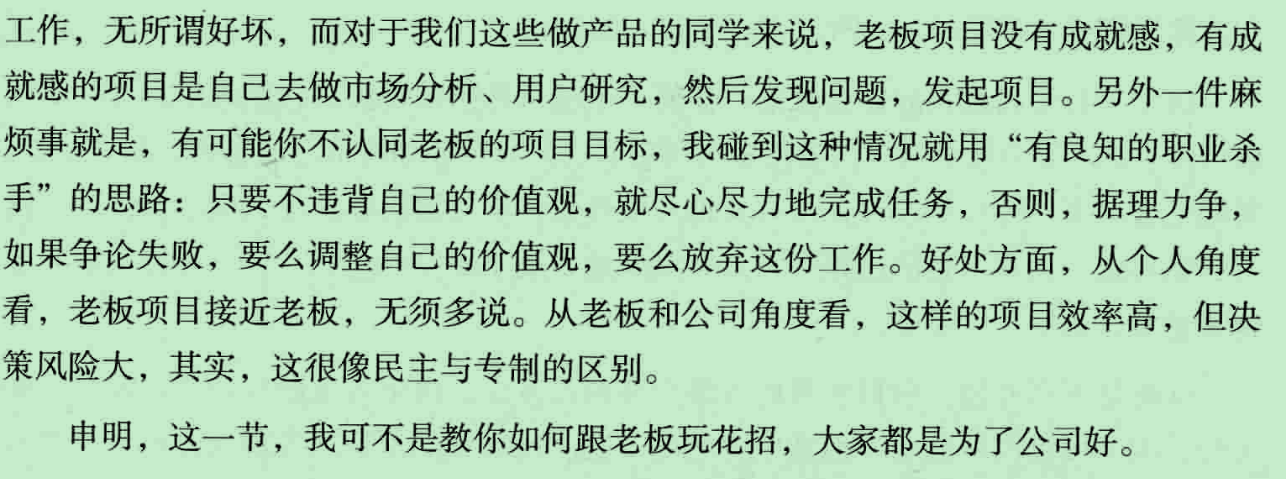 工作，无所谓好坏，而对于我们这些做产品的同学来说，老板项目没有成就感，有成
就感的项目是自己去做市场分析、用户研究，然后发现问题，发起项目。另外一件麻
烦事就是，有可能你不认同老板的项目目标，我碰到这种情况就用“有良知的职业杀
手”的思路：只要不违背自己的价值观，就尽心尽力地完成任务，否则，据理力争，
如果争论失败，要么调整自己的价值观，要么放弃这份工作。好处方面，从个人角度
看，老板项目接近老板，无须多说。从老板和公司角度看，这样的项目效率高，但决
策风险大，其实，这很像民主与专制的区别。
申明，这一节，我可不是教你如何跟老板玩花招，大家都是为了公司好。